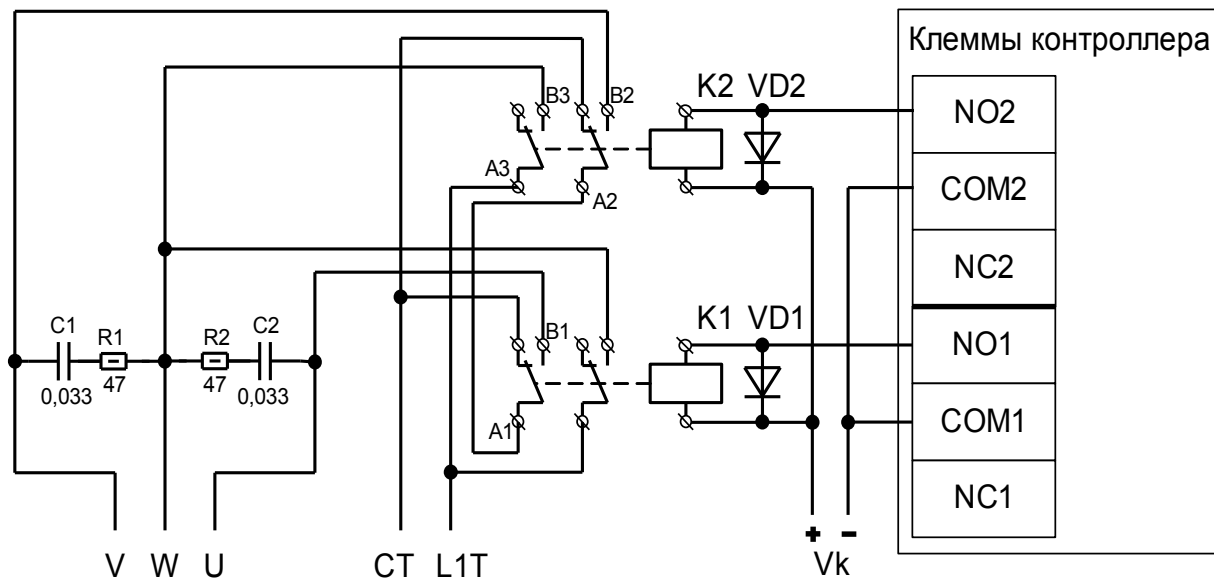 Клеммы контроллера
B3
B2
K2 VD2
NO2
A3
A2
COM2
NC2
C1
R1
R2
C2
B1
K1 VD1
NO1
0,033
47
47
0,033
A1
COM1
NC1
V W U
CT L1T
+ -
Vk